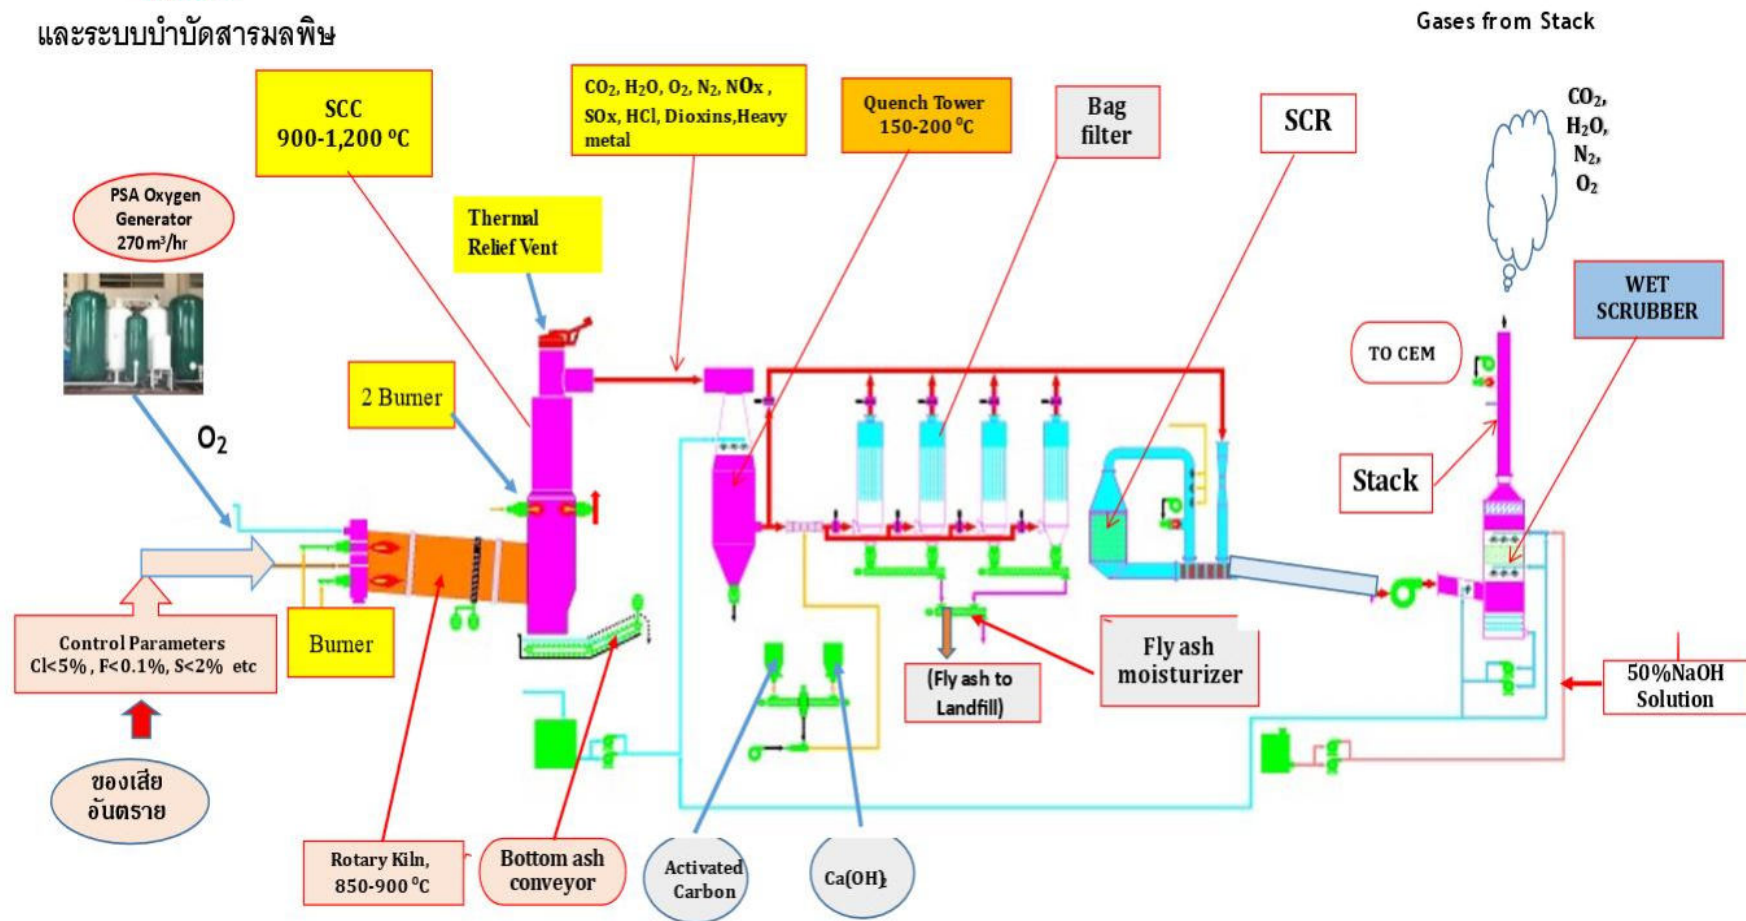 และระบบบำบัดสารมลพิษ
Gases from Stack
SCC
900-1,200 ⁰C
CO₂, H₂O, O₂, N₂, NOx ,
SOx, HCl, Dioxins,Heavy
metal
Quench Tower
150-200 ⁰C
Bag
filter
SCR
CO₂,
H₂O,
N₂,
O₂
PSA Oxygen
Generator
270 m³/hr
Thermal
Relief Vent
WET
SCRUBBER
TO CEM
2 Burner
O₂
Stack
Control Parameters
Cl<5% , F<0.1%, S<2% etc
Burner
(Fly ash to
Landfill)
Fly ash
moisturizer
50%NaOH
Solution
ของเสีย
อันตราย
Rotary Kiln,
850-900 ⁰C
Bottom ash
conveyor
Activated
Carbon
Ca(OH)₂